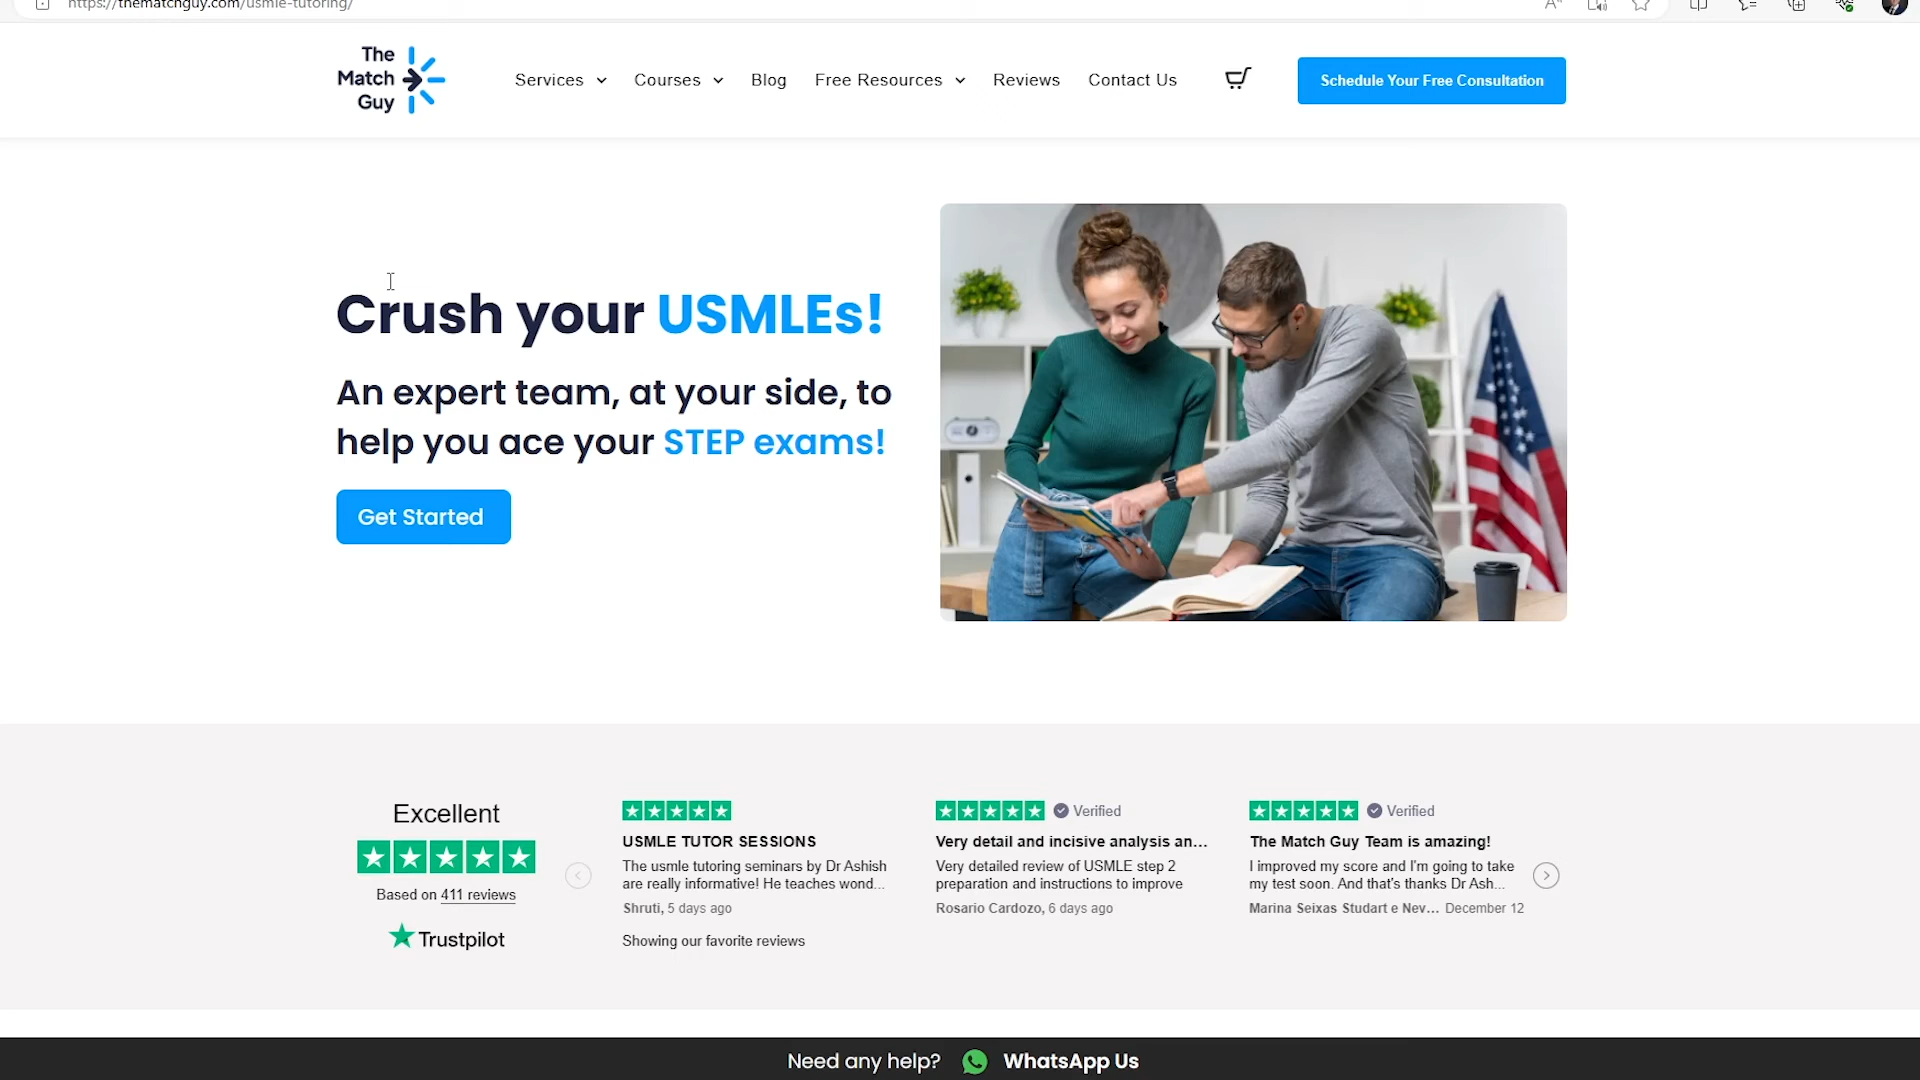 https://thematchguy.com/usmle-tutoring/
The
Match
Guy
Services
Courses
Blog
Free Resources
Reviews
Contact Us
Schedule Your Free Consultation
Crush your USMLEs!
An expert team, at your side, to
help you ace your STEP exams!
Get Started
Excellent
Based on 411 reviews
Trustpilot
USMLE TUTOR SESSIONS
The usmle tutoring seminars by Dr Ashish
are really informative! He teaches wond...
Shruti, 5 days ago
Showing our favorite reviews
Verified
Very detail and incisive analysis an...
Very detailed review of USMLE step 2
preparation and instructions to improve
Rosario Cardozo, 6 days ago
Verified
The Match Guy Team is amazing!
I improved my score and I'm going to take
my test soon. And that's thanks Dr Ash...
Marina Seixas Studart e Nev... December 12
Need any help? WhatsApp Us